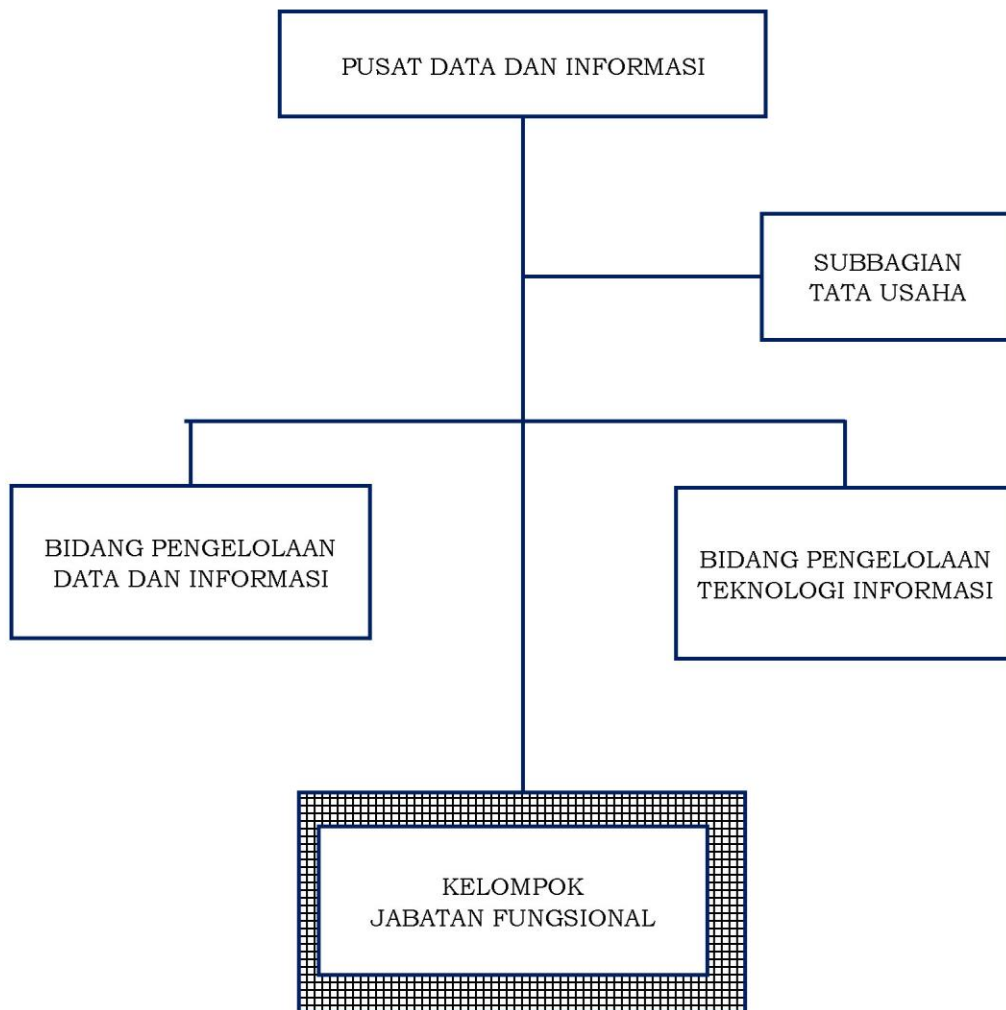 PUSAT DATA DAN INFORMASI
SUBBAGIAN
TATA USAHA
BIDANG PENGELOLAAN
DATA DAN INFORMASI
BIDANG PENGELOLAAN
TEKNOLOGI INFORMASI
KELOMPOK
JABATAN FUNGSIONAL